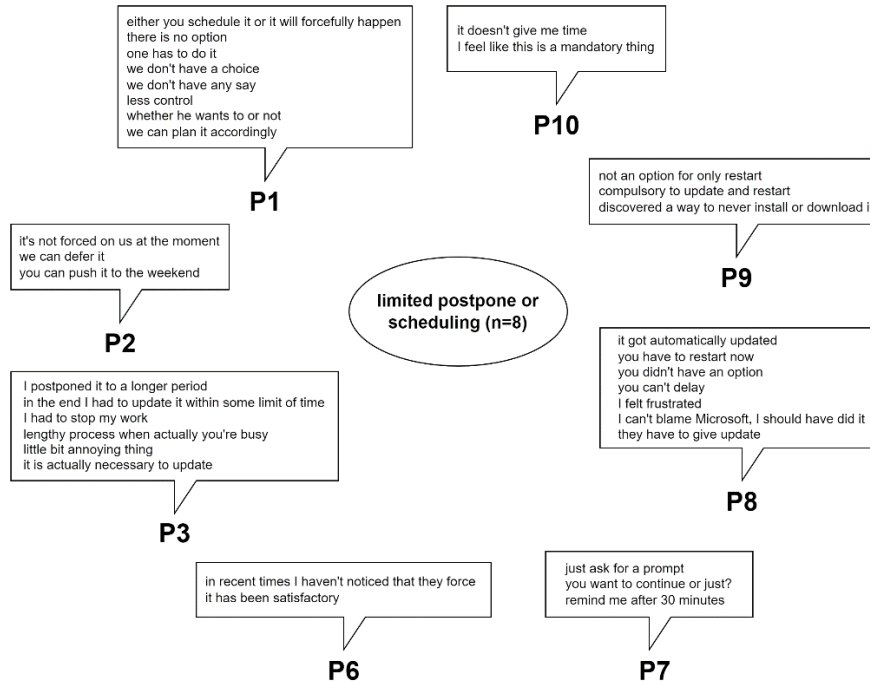 either you schedule it or it will forcefully happen
there is no option
one has to do it
we don't have a choice
we don't have any say
less control
whether he wants to or not
we can plan it accordingly
P1
it doesn't give me time
I feel like this is a mandatory thing
P10
not an option for only restart
compulsory to update and restart
discovered a way to never install or download i
P9
it's not forced on us at the moment
we can defer it
you can push it to the weekend
P2
limited postpone or
scheduling (n=8)
it got automatically updated
you have to restart now
you didn't have an option
you can't delay
I felt frustrated
I can't blame Microsoft, I should have did it
they have to give update
P8
I postponed it to a longer period
in the end I had to update it within some limit of time
I had to stop my work
lengthy process when actually you're busy
little bit annoying thing
it is actually necessary to update
P3
in recent times I haven't noticed that they force
it has been satisfactory
P6
just ask for a prompt
you want to continue or just?
remind me after 30 minutes
P7